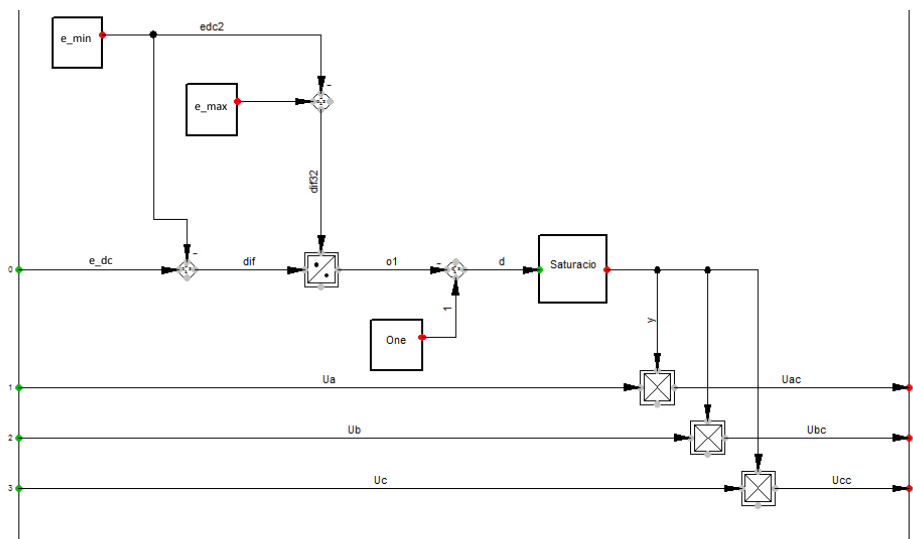 e_min
edc2
-
e_max
dif32
-
0
e_dc
dif
o1
-
d
Saturacio
One
1
y
1
Ua
Uac
2
Ub
Ubc
3
Uc
Ucc